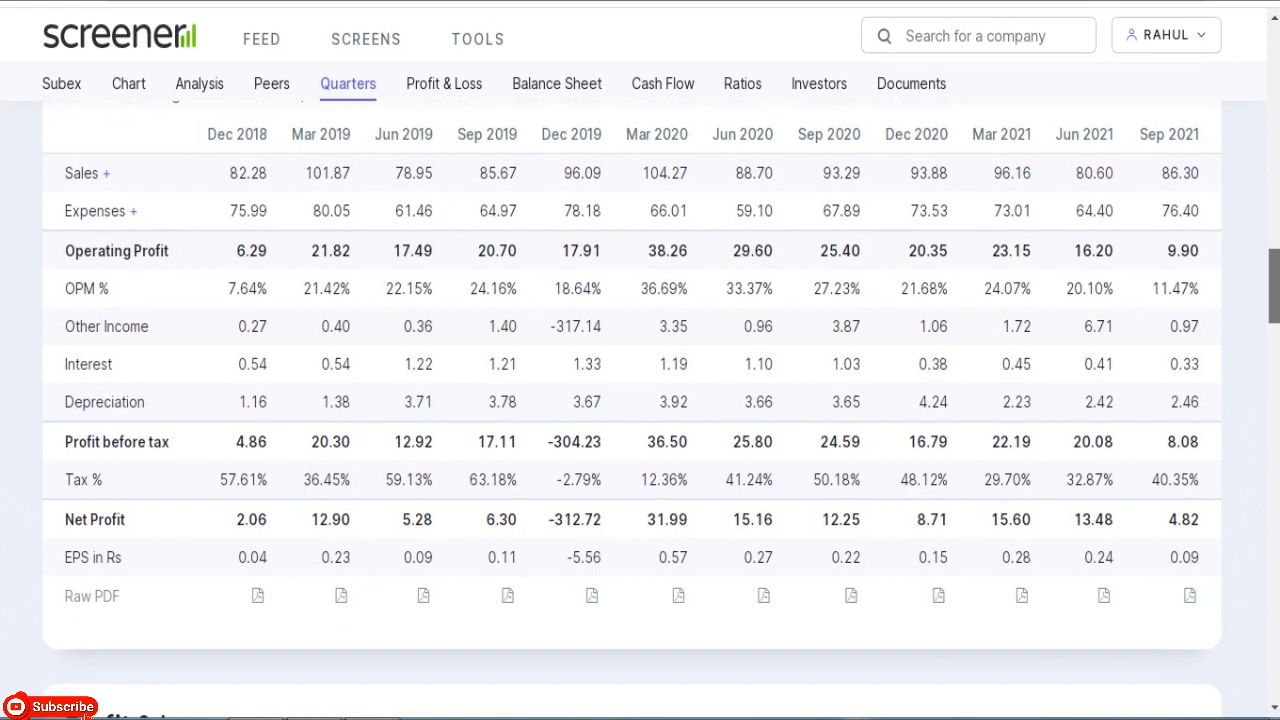 screener FEED SCREENS TOOLS Search for a company RAHUL
Subex Chart Analysis Peers Quarters Profit & Loss Balance Sheet Cash Flow Ratios Investors Documents
Dec 2018 Mar 2019 Jun 2019 Sep 2019 Dec 2019 Mar 2020 Jun 2020 Sep 2020 Dec 2020 Mar 2021 Jun 2021 Sep 2021
Sales + 82.28 101.87 78.95 85.67 96.09 104.27 88.70 93.29 93.88 96.16 80.60 86.30
Expenses + 75.99 80.05 61.46 64.97 78.18 66.01 59.10 67.89 73.53 73.01 64.40 76.40
Operating Profit 6.29 21.82 17.49 20.70 17.91 38.26 29.60 25.40 20.35 23.15 16.20 9.90
OPM % 7.64% 21.42% 22.15% 24.16% 18.64% 36.69% 33.37% 27.23% 21.68% 24.07% 20.10% 11.47%
Other Income 0.27 0.40 0.36 1.40 -317.14 3.35 0.96 3.87 1.06 1.72 6.71 0.97
Interest 0.54 0.54 1.22 1.21 1.33 1.19 1.10 1.03 0.38 0.45 0.41 0.33
Depreciation 1.16 1.38 3.71 3.78 3.67 3.92 3.66 3.65 4.24 2.23 2.42 2.46
Profit before tax 4.86 20.30 12.92 17.11 -304.23 36.50 25.80 24.59 16.79 22.19 20.08 8.08
Tax % 57.61% 36.45% 59.13% 63.18% -2.79% 12.36% 41.24% 50.18% 48.12% 29.70% 32.87% 40.35%
Net Profit 2.06 12.90 5.28 6.30 -312.72 31.99 15.16 12.25 8.71 15.60 13.48 4.82
EPS in Rs 0.04 0.23 0.09 0.11 -5.56 0.57 0.27 0.22 0.15 0.28 0.24 0.09
Raw PDF
Subscribe